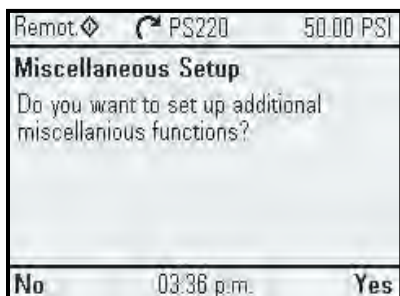 Remot. PS220 50.00 PSI
Miscellaneous Setup
Do you want to set up additional
miscellanious functions?
No 03:36 p.m. Yes